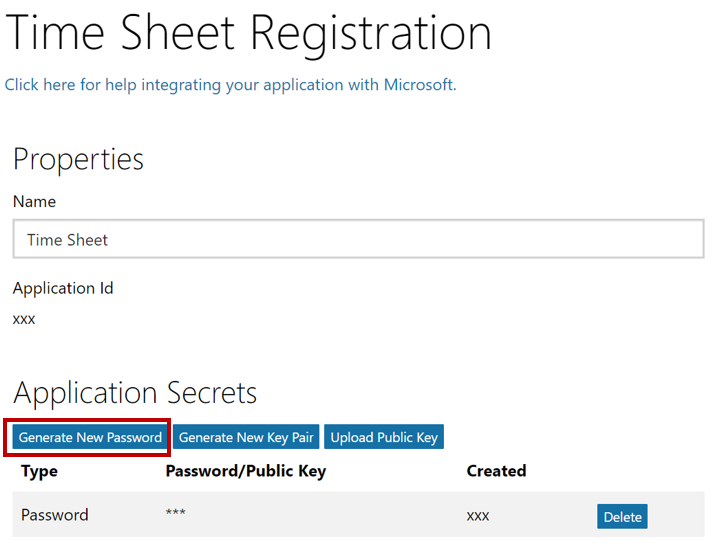 Time Sheet Registration
Click here for help integrating your application with Microsoft.
Properties
Name
Time Sheet
Application Id
xxx
Application Secrets
Generate New Password Generate New Key Pair Upload Public Key
Type Password/Public Key Created
Password *** xxx Delete